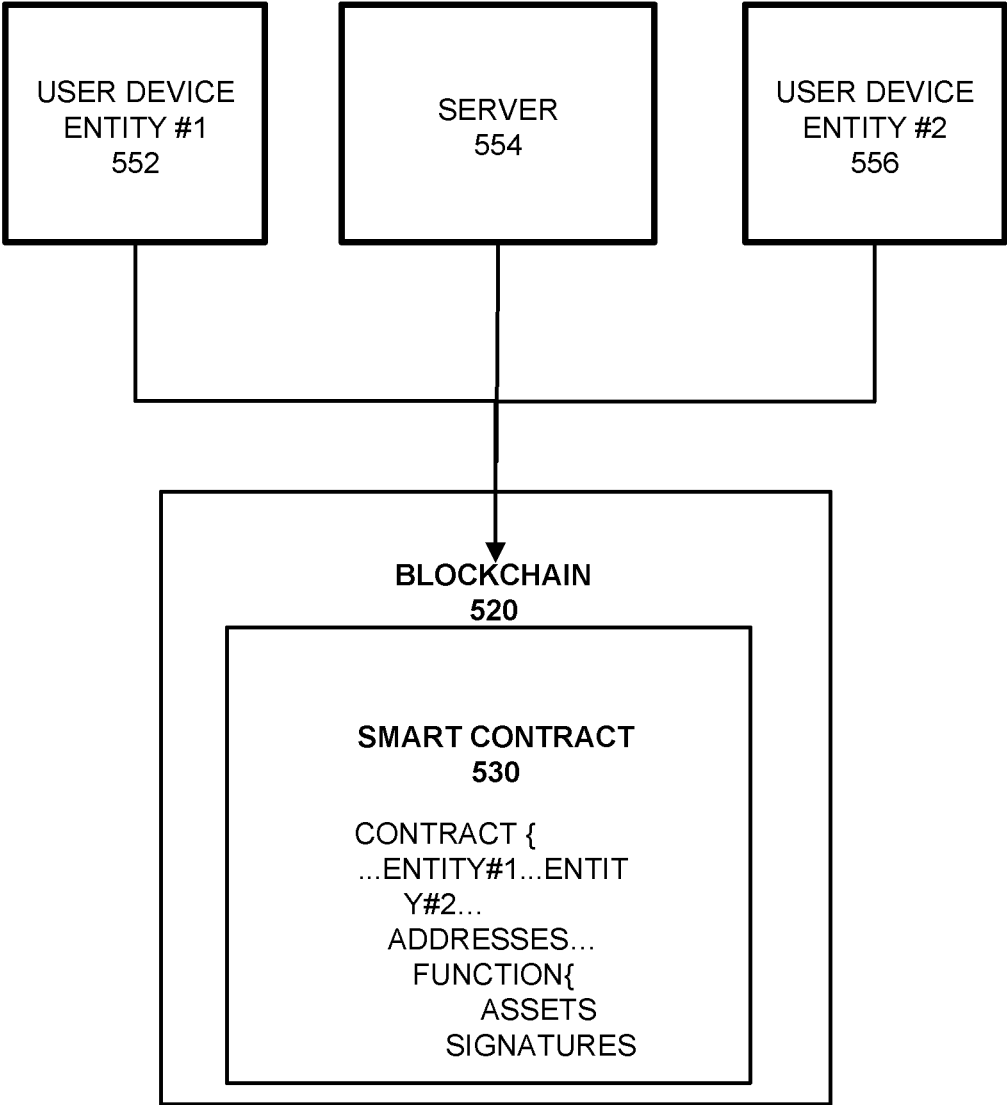 USER DEVICE
ENTITY #1
552
SERVER
554
USER DEVICE
ENTITY #2
556
BLOCKCHAIN
520
SMART CONTRACT
530
CONTRACT {
...ENTITY#1...ENTIT
Y#2...
ADDRESSES...
FUNCTION{
ASSETS
SIGNATURES